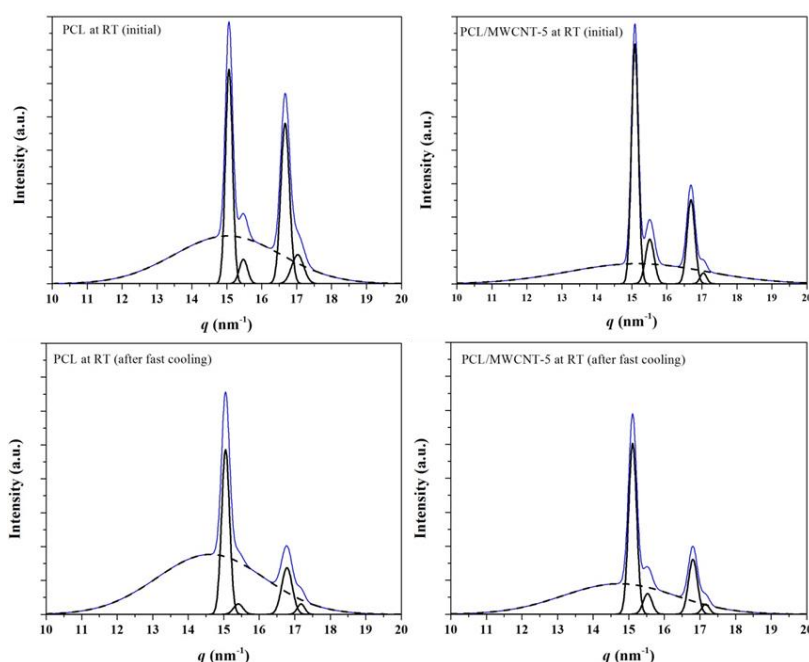 PCL at RT (initial)
Intensity (a.u.)
10 11 12 13 14 15 16 17 18 19 20
q (nm-1)
PCL/MWCNT-5 at RT (initial)
Intensity (a.u.)
10 11 12 13 14 15 16 17 18 19 20
q (nm-1)
PCL at RT (after fast cooling)
Intensity (a.u.)
10 11 12 13 14 15 16 17 18 19 20
q (nm-1)
PCL/MWCNT-5 at RT (after fast cooling)
Intensity (a.u.)
10 11 12 13 14 15 16 17 18 19 20
q (nm-1)